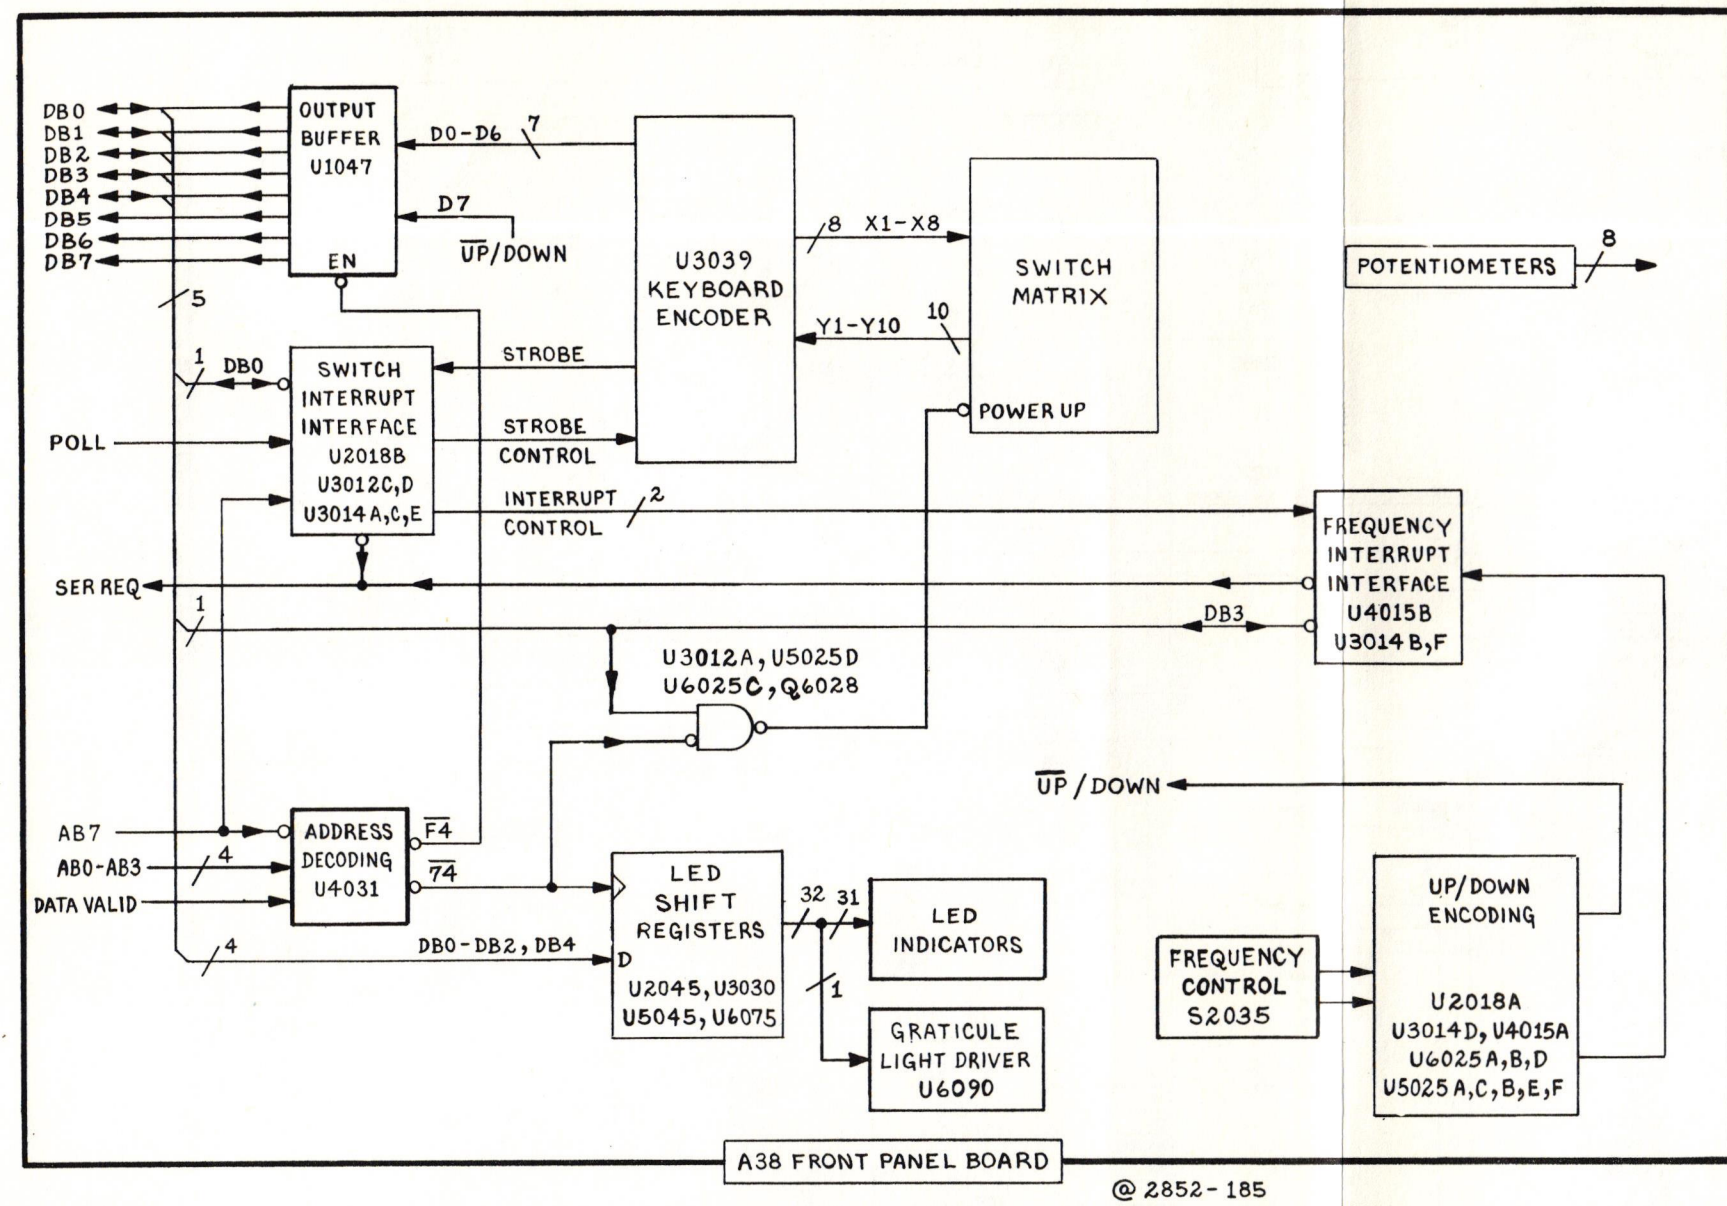 DB0
DB1
DB2
DB3
DB4
DB5
DB6
DB7
OUTPUT
BUFFER
U1047
EN
D0-D6
7
D7
U̅P̅/DOWN
5
U3039
KEYBOARD
ENCODER
8 X1-X8
Y1-Y10 10
SWITCH
MATRIX
POWER UP
POTENTIOMETERS
8
1 DB0
SWITCH
INTERRUPT
INTERFACE
U2018B
U3012C,D
U3014A,C,E
POLL
STROBE
STROBE
CONTROL
INTERRUPT
CONTROL
2
FREQUENCY
INTERRUPT
INTERFACE
U4015B
U3014B,F
SER REQ
1
DB3
U3012A, U5025D
U6025C, Q6028
U̅P̅/DOWN
AB7
AB0-AB3
4
DATA VALID
ADDRESS
DECODING
U4031
F̅4̅
7̅4̅
4
DB0-DB2, DB4
LED
SHIFT
REGISTERS
D
U2045, U3030
U5045, U6075
32
31
1
LED
INDICATORS
GRATICULE
LIGHT DRIVER
U6090
FREQUENCY
CONTROL
S2035
UP/DOWN
ENCODING
U2018A
U3014D, U4015A
U6025A,B,D
U5025A,C,B,E,F
A38 FRONT PANEL BOARD
@ 2852-185